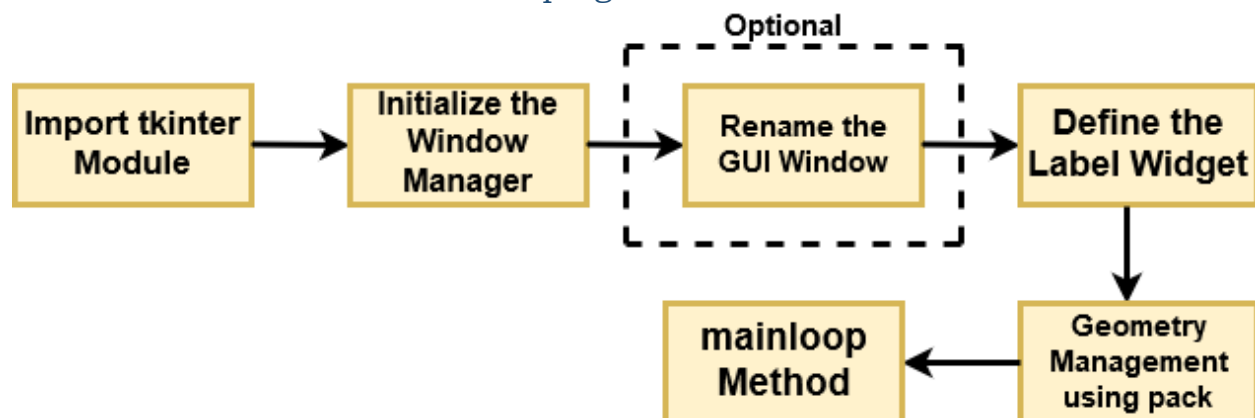 Optional
Import tkinter
Module
Initialize the
Window
Manager
Rename the
GUI Window
Define the
Label Widget
mainloop
Method
Geometry
Management
using pack